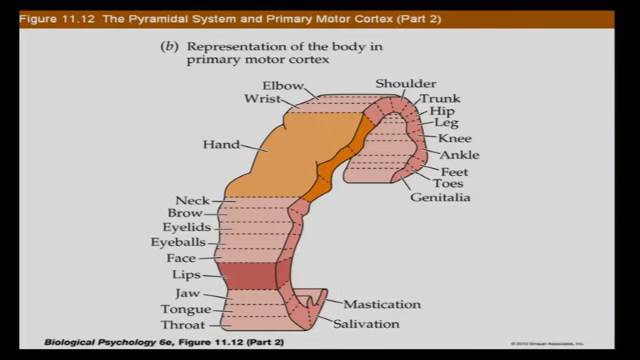 Figure 11.12 The Pyramidal System and Primary Motor Cortex (Part 2)
(b) Representation of the body in
primary motor cortex
Elbow
Wrist
Hand
Neck
Brow
Eyelids
Eyeballs
Face
Lips
Jaw
Tongue
Throat
Shoulder
Trunk
Hip
Leg
Knee
Ankle
Feet
Toes
Genitalia
Mastication
Salivation
Biological Psychology 6e, Figure 11.12 (Part 2)
© 2010 Sinauer Associates, Inc.